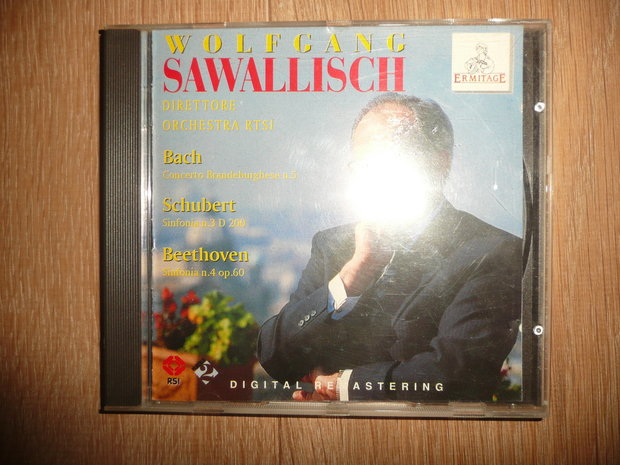 WOLFGANG
SAWALLISCH
ERMITAGE
DIRETTORE
ORCHESTRA RTSI
Bach
Concerto Brandeburghese n.5
Schubert
Sinfonia n.3 D 200
Beethoven
Sinfonia n.4 op.60
RSI
DIGITAL REMASTERING